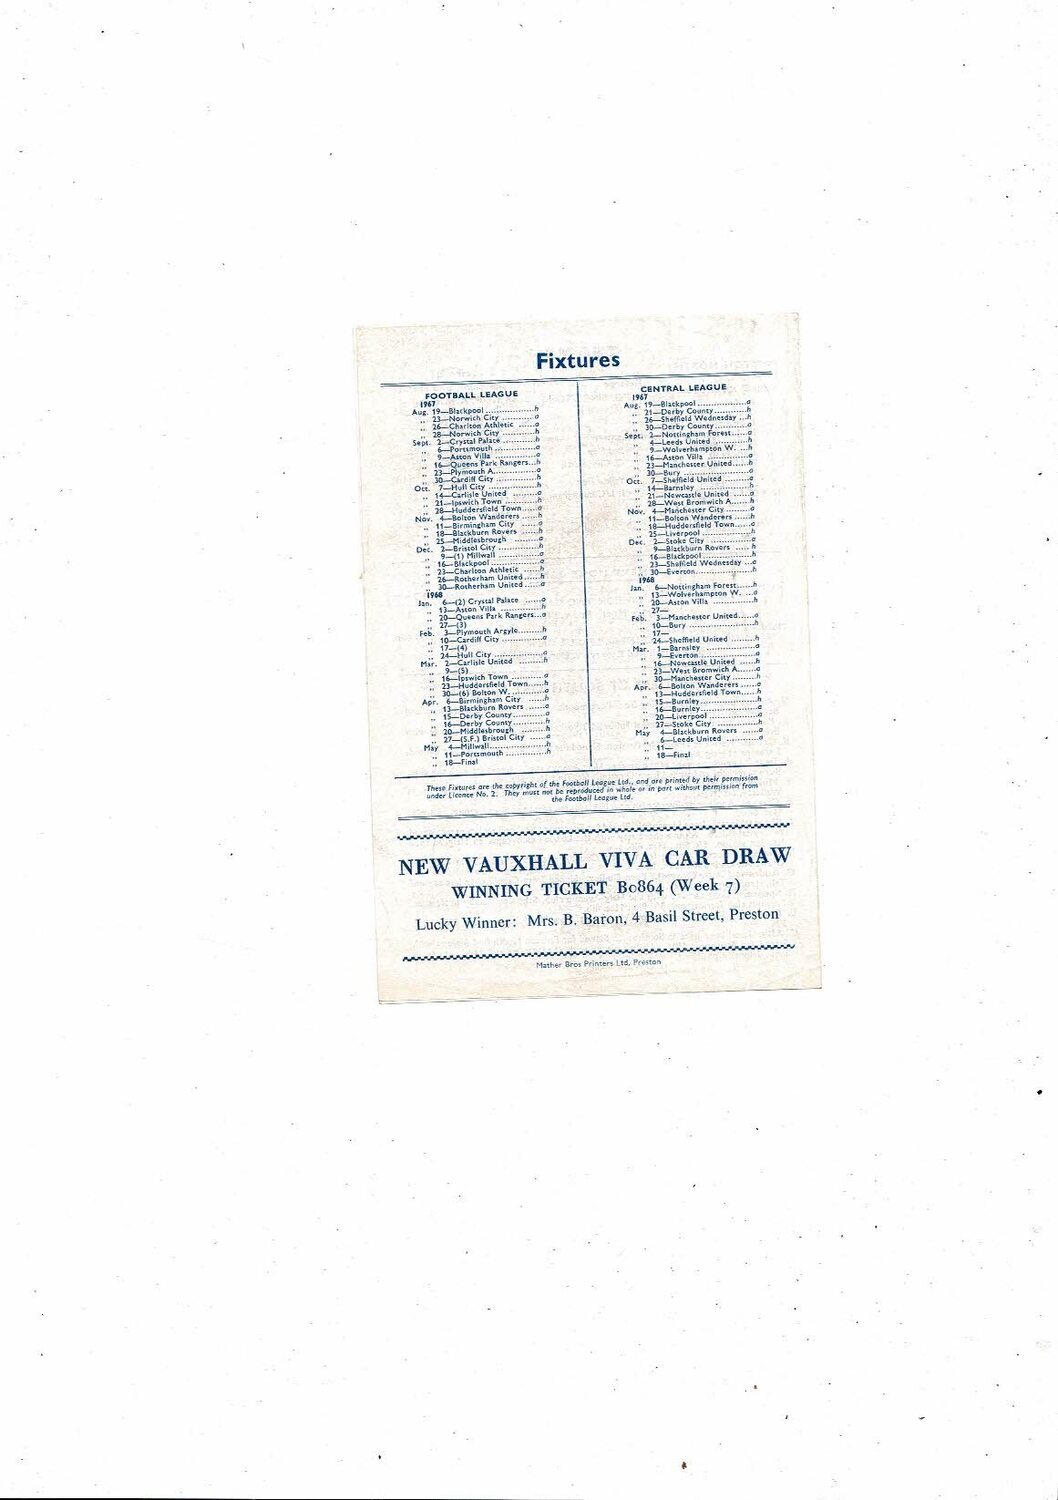 Fixtures
FOOTBALL LEAGUE
1967
Aug. 19—Blackpool ..................h
,, 23—Norwich City .............a
,, 26—Charlton Athletic ......a
,, 28—Norwich City ............h
Sept. 2—Crystal Palace ............h
,, 6—Portsmouth ...............a
,, 9—Aston Villa ................a
,, 16—Queens Park Rangers...h
,, 23—Plymouth A.................a
,, 30—Cardiff City ...............h
Oct. 7—Hull City ...................h
,, 14—Carlisle United ..........a
,, 21—Ipswich Town ............h
,, 28—Huddersfield Town......a
Nov. 4—Bolton Wanderers ......h
,, 11—Birmingham City ......a
,, 18—Blackburn Rovers ......h
,, 25—Middlesbrough ..........a
Dec. 2—Bristol City ...............h
,, 9—(1) Millwall .................a
,, 16—Blackpool ...................a
,, 23—Charlton Athletic ......h
,, 26—Rotherham United......h
,, 30—Rotherham United......a
1968
Jan. 6—(2) Crystal Palace ......a
,, 13—Aston Villa ...............h
,, 20—Queens Park Rangers...a
,, 27—(3)
Feb. 3—Plymouth Argyle.........h
,, 10—Cardiff City ................a
,, 17—(4)
,, 24—Hull City ...................a
Mar. 2—Carlisle United ..........h
,, 9—(5)
,, 16—Ipswich Town .............a
,, 23—Huddersfield Town......h
,, 30—(6) Bolton W..............a
Apr. 6—Birmingham City ......h
,, 13—Blackburn Rovers ......a
,, 15—Derby County.............a
,, 16—Derby County.............h
,, 20—Middlesbrough .........h
,, 27—(S.F.) Bristol City ......a
May 4—Millwall......................h
,, 11—Portsmouth ...............h
,, 18—Final
CENTRAL LEAGUE
1967
Aug. 19—Blackpool ..................a
,, 21—Derby County............h
,, 26—Sheffield Wednesday ...h
,, 30—Derby County.............a
Sept. 2—Nottingham Forest......a
,, 4—Leeds United .............h
,, 9—Wolverhampton W. ...h
,, 16—Aston Villa ................a
,, 23—Manchester United......h
,, 30—Bury ........................a
Oct. 7—Sheffield United .........a
,, 14—Barnsley ...................h
,, 21—Newcastle United ......a
,, 28—West Bromwich A.......h
Nov. 4—Manchester City .........a
,, 11—Bolton Wanderers ......h
,, 18—Huddersfield Town......a
,, 25—Liverpool ...................h
Dec. 2—Stoke City ................a
,, 9—Blackburn Rovers ......h
,, 16—Blackpool ..................h
,, 23—Sheffield Wednesday ...a
,, 30—Everton.....................h
1968
Jan. 6—Nottingham Forest......h
,, 13—Wolverhampton W. ...a
,, 20—Aston Villa ................h
,, 27—
Feb. 3—Manchester United......a
,, 10—Bury ........................h
,, 17—
,, 24—Sheffield United .........h
Mar. 1—Barnsley ...................a
,, 9—Everton.....................a
,, 16—Newcastle United ......h
,, 23—West Bromwich A.......a
,, 30—Manchester City .........h
Apr. 6—Bolton Wanderers ......a
,, 13—Huddersfield Town......h
,, 15—Burnley.....................h
,, 16—Burnley.....................a
,, 20—Liverpool ..................a
,, 27—Stoke City ................h
May 4—Blackburn Rovers ......a
,, 6—Leeds United .............a
,, 11—
,, 18—Final
These Fixtures are the copyright of the Football League Ltd., and are printed by their permission
under Licence No. 2. They must not be reproduced in whole or in part without permission from
the Football League Ltd.
NEW VAUXHALL VIVA CAR DRAW
WINNING TICKET B0864 (Week 7)
Lucky Winner: Mrs. B. Baron, 4 Basil Street, Preston
Mather Bros Printers Ltd, Preston